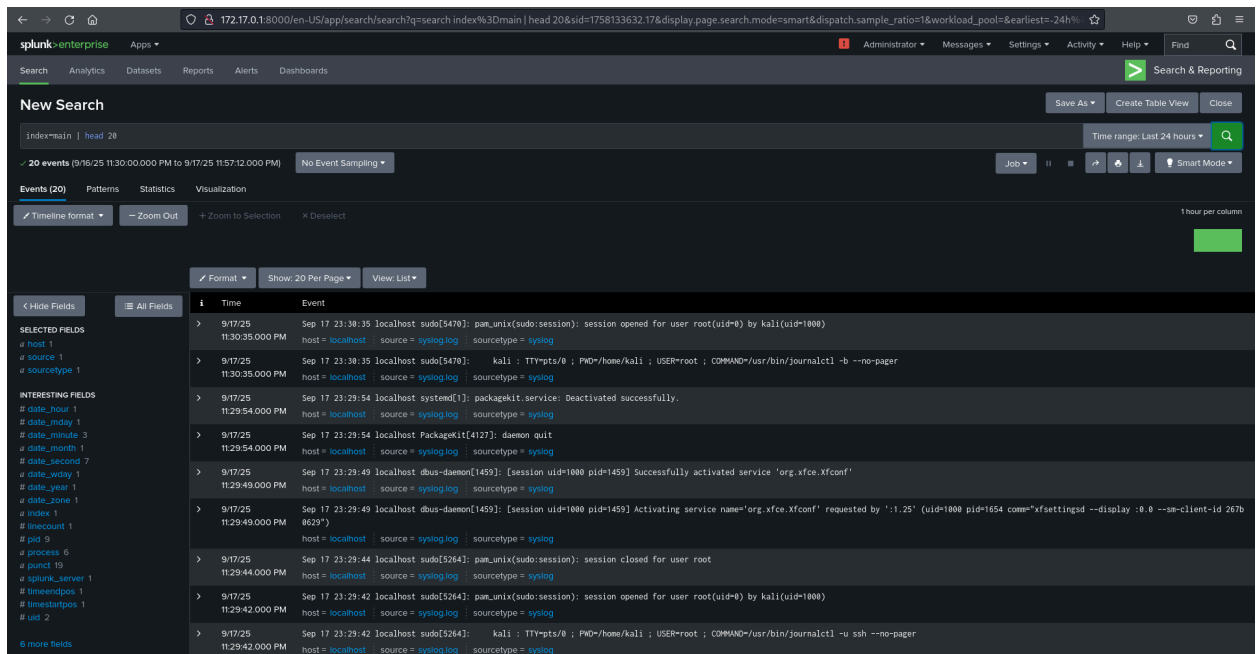 172.17.0.1:8000/en-US/app/search/search?q=search index%3Dmain | head 20&sid=1758133632.17&display.page.search.mode=smart&dispatch.sample_ratio=1&workload_pool=&earliest=-24h%
splunk>enterprise Apps
! Administrator Messages Settings Activity Help Find
Search Analytics Datasets Reports Alerts Dashboards
> Search & Reporting
New Search
Save As Create Table View Close
index=main | head 20
Time range: Last 24 hours
✓ 20 events (9/16/25 11:30:00.000 PM to 9/17/25 11:57:12.000 PM) No Event Sampling
Job Smart Mode
Events (20) Patterns Statistics Visualization
Timeline format — Zoom Out + Zoom to Selection × Deselect
1 hour per column
Format Show: 20 Per Page View: List
< Hide Fields All Fields
i Time Event
SELECTED FIELDS
a host 1
a source 1
a sourcetype 1
INTERESTING FIELDS
# date_hour 1
# date_mday 1
# date_minute 3
a date_month 1
# date_second 7
a date_wday 1
# date_year 1
a date_zone 1
a index 1
# linecount 1
# pid 9
a process 6
a punct 19
a splunk_server 1
# timeendpos 1
# timestartpos 1
# uid 2
6 more fields
> 9/17/25 Sep 17 23:30:35 localhost sudo[5470]: pam_unix(sudo:session): session opened for user root(uid=0) by kali(uid=1000)
11:30:35.000 PM host = localhost source = syslog.log sourcetype = syslog
> 9/17/25 Sep 17 23:30:35 localhost sudo[5470]: kali : TTY=pts/0 ; PWD=/home/kali ; USER=root ; COMMAND=/usr/bin/journalctl -b --no-pager
11:30:35.000 PM host = localhost source = syslog.log sourcetype = syslog
> 9/17/25 Sep 17 23:29:54 localhost systemd[1]: packagekit.service: Deactivated successfully.
11:29:54.000 PM host = localhost source = syslog.log sourcetype = syslog
> 9/17/25 Sep 17 23:29:54 localhost PackageKit[4127]: daemon quit
11:29:54.000 PM host = localhost source = syslog.log sourcetype = syslog
> 9/17/25 Sep 17 23:29:49 localhost dbus-daemon[1459]: [session uid=1000 pid=1459] Successfully activated service 'org.xfce.Xfconf'
11:29:49.000 PM host = localhost source = syslog.log sourcetype = syslog
> 9/17/25 Sep 17 23:29:49 localhost dbus-daemon[1459]: [session uid=1000 pid=1459] Activating service name='org.xfce.Xfconf' requested by ':1.25' (uid=1000 pid=1654 comm="xfsettingsd --display :0.0 --sm-client-id 267b
11:29:49.000 PM 0629")
host = localhost source = syslog.log sourcetype = syslog
> 9/17/25 Sep 17 23:29:44 localhost sudo[5264]: pam_unix(sudo:session): session closed for user root
11:29:44.000 PM host = localhost source = syslog.log sourcetype = syslog
> 9/17/25 Sep 17 23:29:42 localhost sudo[5264]: pam_unix(sudo:session): session opened for user root(uid=0) by kali(uid=1000)
11:29:42.000 PM host = localhost source = syslog.log sourcetype = syslog
> 9/17/25 Sep 17 23:29:42 localhost sudo[5264]: kali : TTY=pts/0 ; PWD=/home/kali ; USER=root ; COMMAND=/usr/bin/journalctl -u ssh --no-pager
11:29:42.000 PM host = localhost source = syslog.log sourcetype = syslog